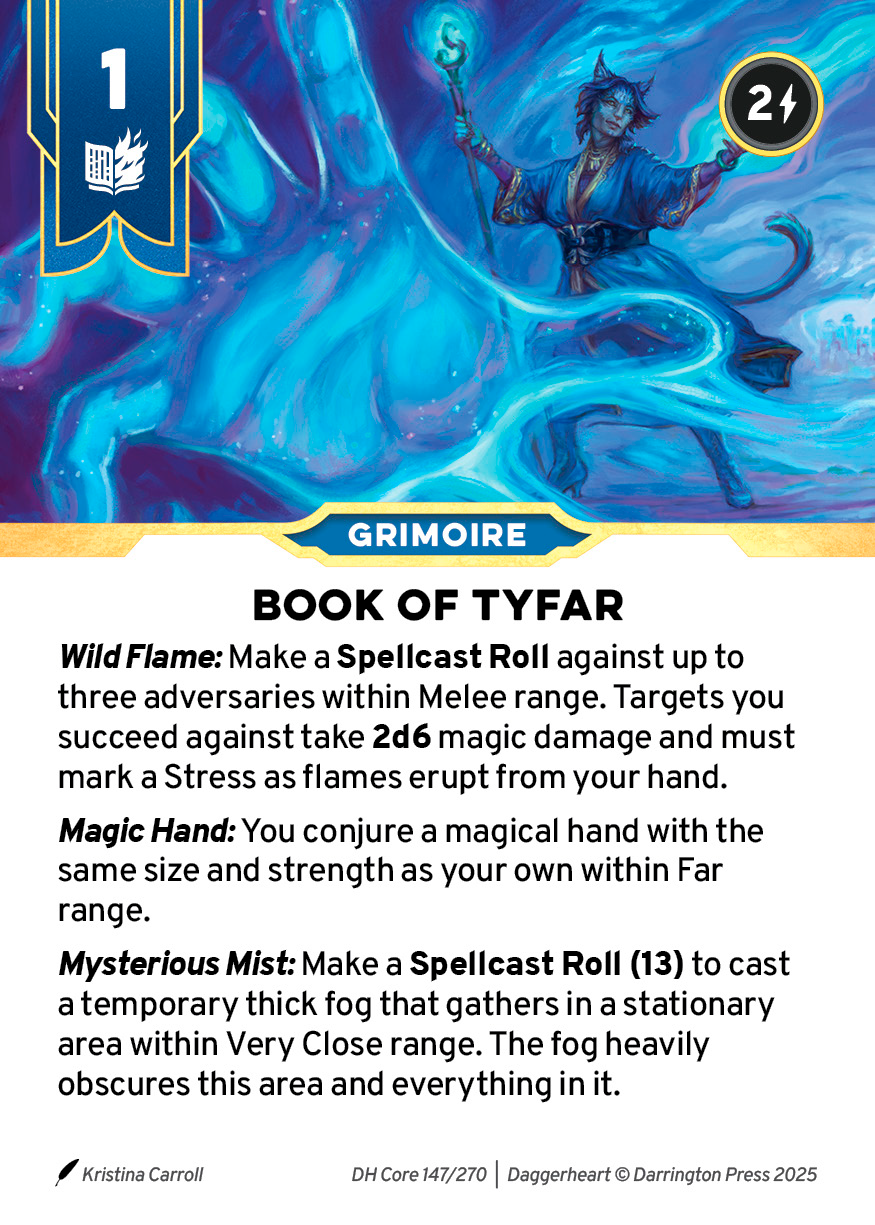 1
2
GRIMOIRE
BOOK OF TYFAR
Wild Flame: Make a Spellcast Roll against up to
three adversaries within Melee range. Targets you
succeed against take 2d6 magic damage and must
mark a Stress as flames erupt from your hand.
Magic Hand: You conjure a magical hand with the
same size and strength as your own within Far
range.
Mysterious Mist: Make a Spellcast Roll (13) to cast
a temporary thick fog that gathers in a stationary
area within Very Close range. The fog heavily
obscures this area and everything in it.
Kristina Carroll DH Core 147/270 | Daggerheart © Darrington Press 2025